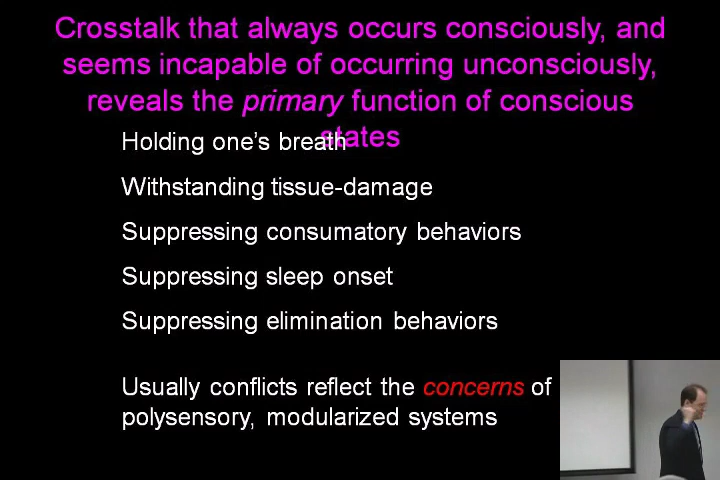 Crosstalk that always occurs consciously, and
seems incapable of occurring unconsciously,
reveals the primary function of conscious
states
Holding one's breath
Withstanding tissue-damage
Suppressing consumatory behaviors
Suppressing sleep onset
Suppressing elimination behaviors
Usually conflicts reflect the concerns of
polysensory, modularized systems